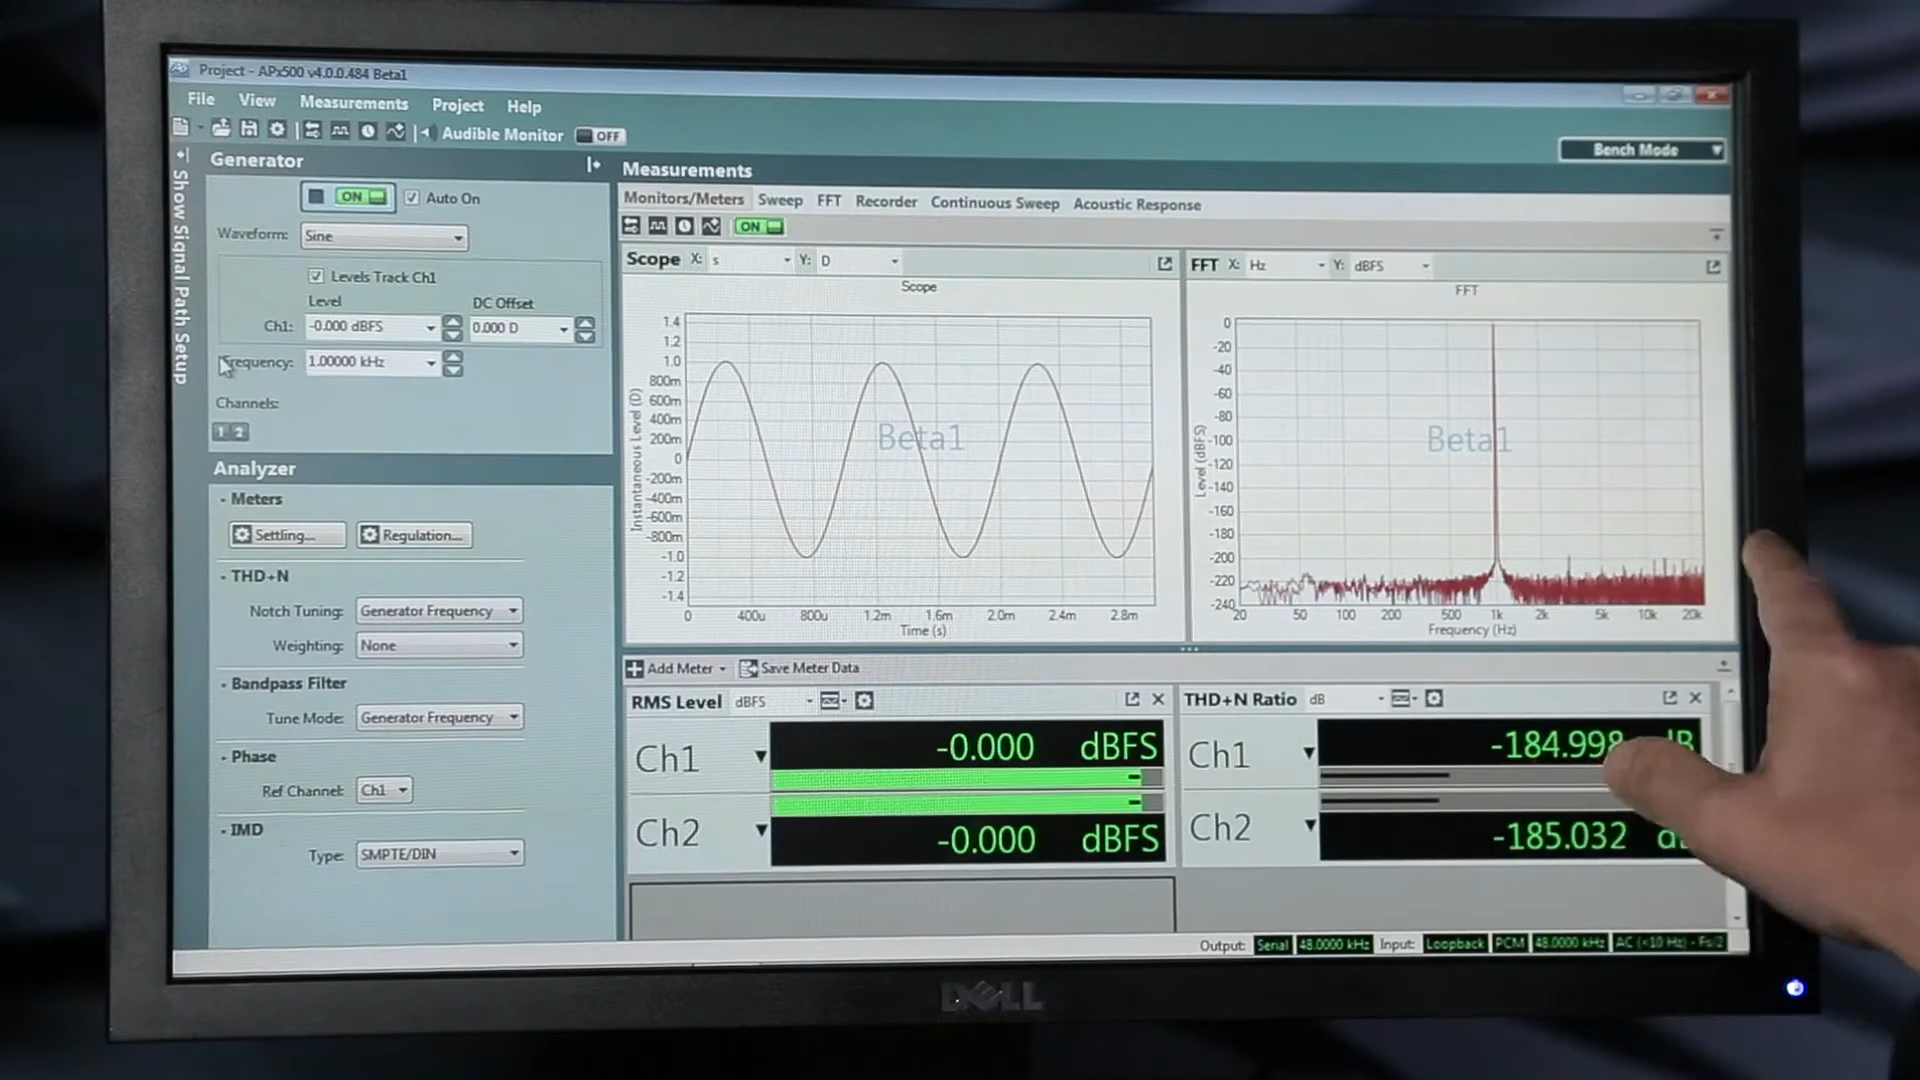 Project - APx500 v4.0.0.484 Beta1
File View Measurements Project Help
Audible Monitor OFF
Bench Mode
Show Signal Path Setup
Generator
ON Auto On
Waveform: Sine
Levels Track Ch1
Level DC Offset
Ch1: -0.000 dBFS 0.000 D
Frequency: 1.00000 kHz
Channels:
1 2
Analyzer
- Meters
Settling... Regulation...
- THD+N
Notch Tuning: Generator Frequency
Weighting: None
- Bandpass Filter
Tune Mode: Generator Frequency
- Phase
Ref Channel: Ch1
- IMD
Type: SMPTE/DIN
Measurements
Monitors/Meters Sweep FFT Recorder Continuous Sweep Acoustic Response
ON
Scope X: s Y: D
Scope
1.4
1.2
1.0
800m
600m
400m
200m
0
-200m
-400m
-600m
-800m
-1.0
-1.2
-1.4
Instantaneous Level (D)
Beta1
0 400u 800u 1.2m 1.6m 2.0m 2.4m 2.8m
Time (s)
FFT X: Hz Y: dBFS
FFT
0
-20
-40
-60
-80
-100
-120
-140
-160
-180
-200
-220
-240
Level (dBFS)
Beta1
20 50 100 200 500 1k 2k 5k 10k 20k
Frequency (Hz)
Add Meter Save Meter Data
RMS Level dBFS
Ch1 -0.000 dBFS
Ch2 -0.000 dBFS
THD+N Ratio dB
Ch1 -184.998 dB
Ch2 -185.032
Output: Serial 48.0000 kHz Input: Loopback PCM 48.0000 kHz AC (<10 Hz) - Fs/2
DELL